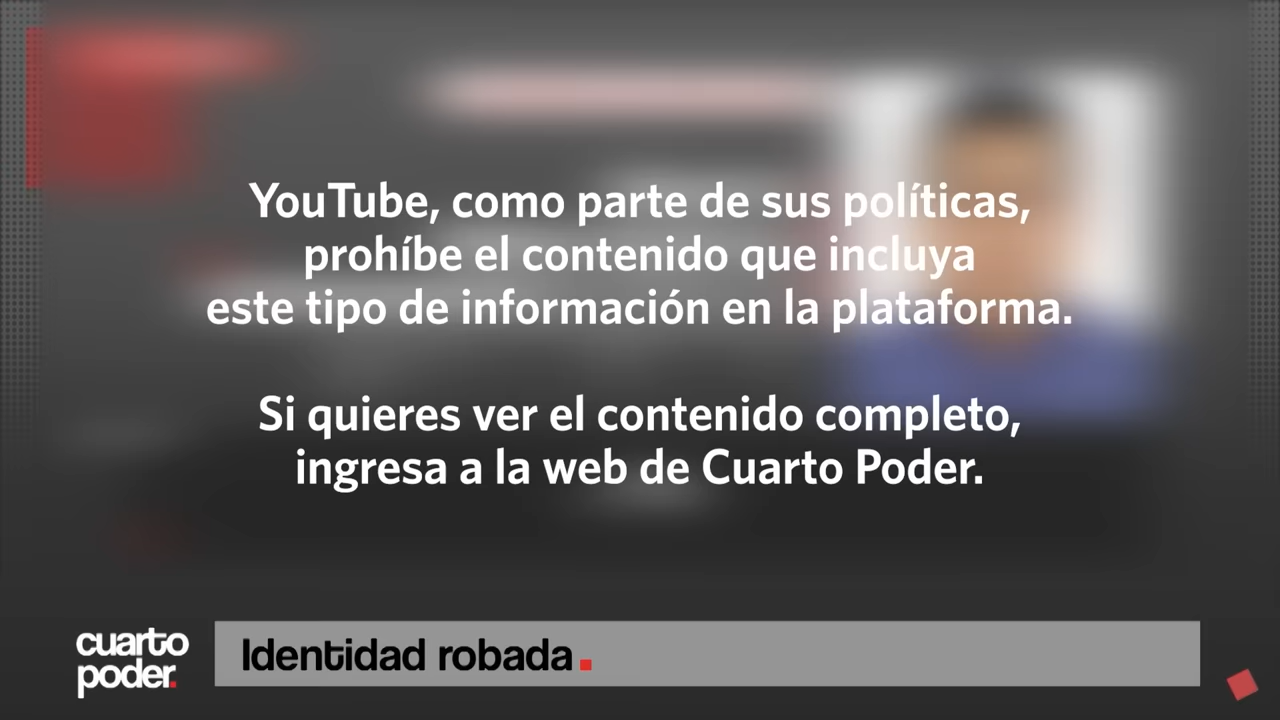 YouTube, como parte de sus políticas,
prohíbe el contenido que incluya
este tipo de información en la plataforma.
Si quieres ver el contenido completo,
ingresa a la web de Cuarto Poder.
cuarto
poder.
Identidad robada.